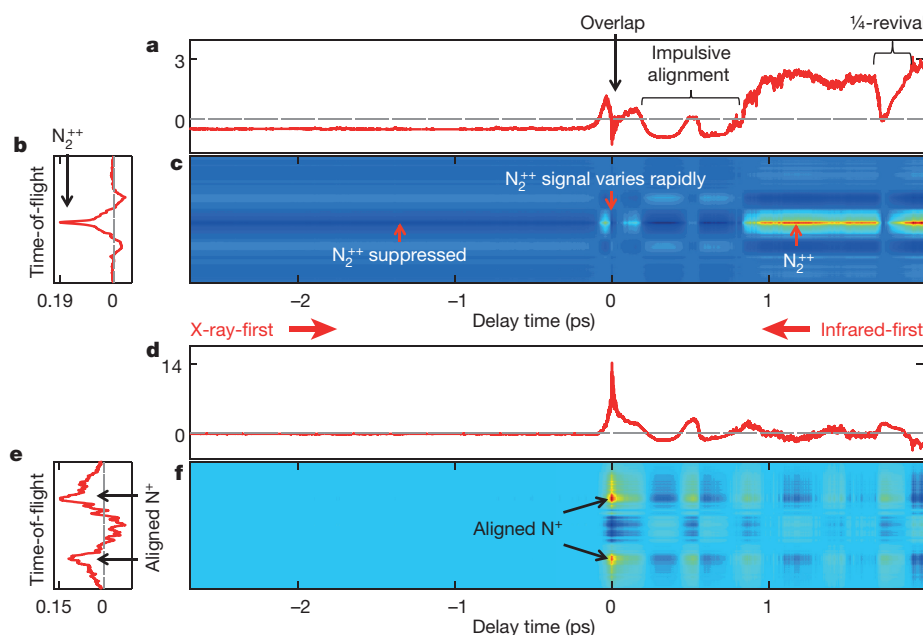 Overlap
¼-revival
a
3
Impulsive
alignment
0
b
N₂⁺⁺
Time-of-flight
0.19
0
c
N₂⁺⁺ signal varies rapidly
N₂⁺⁺ suppressed
N₂⁺⁺
−2
−1
0
1
Delay time (ps)
X-ray-first
Infrared-first
d
14
0
e
Time-of-flight
Aligned N⁺
0.15
0
f
Aligned N⁺
−2
−1
0
1
2
Delay time (ps)